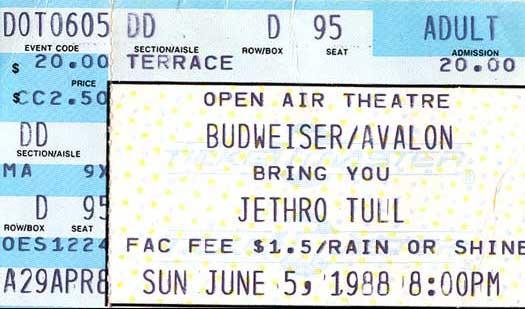 DOT0605 DD D 95 ADULT
EVENT CODE SECTION/AISLE ROW/BOX SEAT ADMISSION
$ 20.00 TERRACE 20.00
PRICE
$CC2.50
OPEN AIR THEATRE
DD
SECTION/AISLE
BUDWEISER/AVALON
MA 9X
BRING YOU
D 95
ROW/BOX SEAT
JETHRO TULL
OES1224
FAC FEE $1.5/RAIN OR SHINE
A29APR8
SUN JUNE 5, 1988 8:00PM